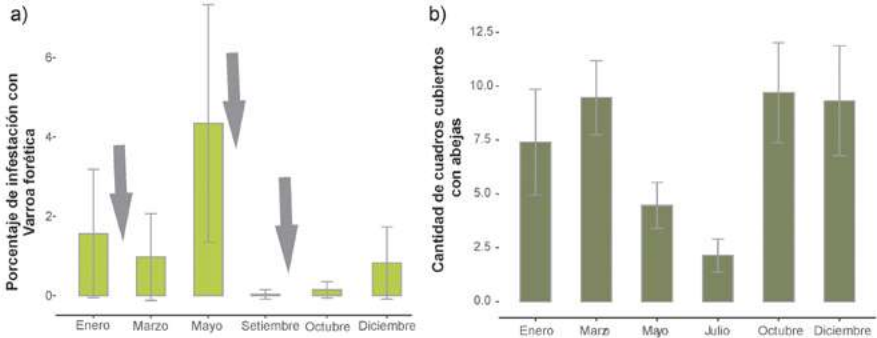 a)
Porcentaje de infestación con
Varroa forética
6-
4-
2-
0-
Enero Marzo Mayo Setiembre Octubre Diciembre
b)
Cantidad de cuadros cubiertos
con abejas
12.5-
10.0-
7.5-
5.0-
2.5-
0.0-
Enero Marzo Mayo Julio Octubre Diciembre